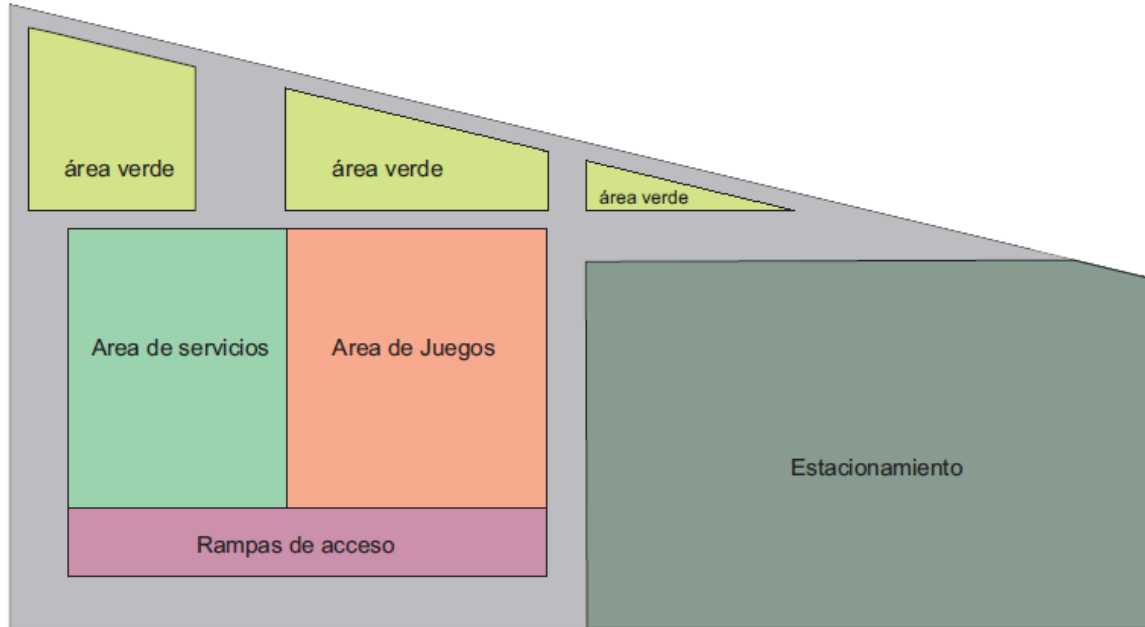 área verde
área verde
área verde
Area de servicios
Area de Juegos
Estacionamiento
Rampas de acceso